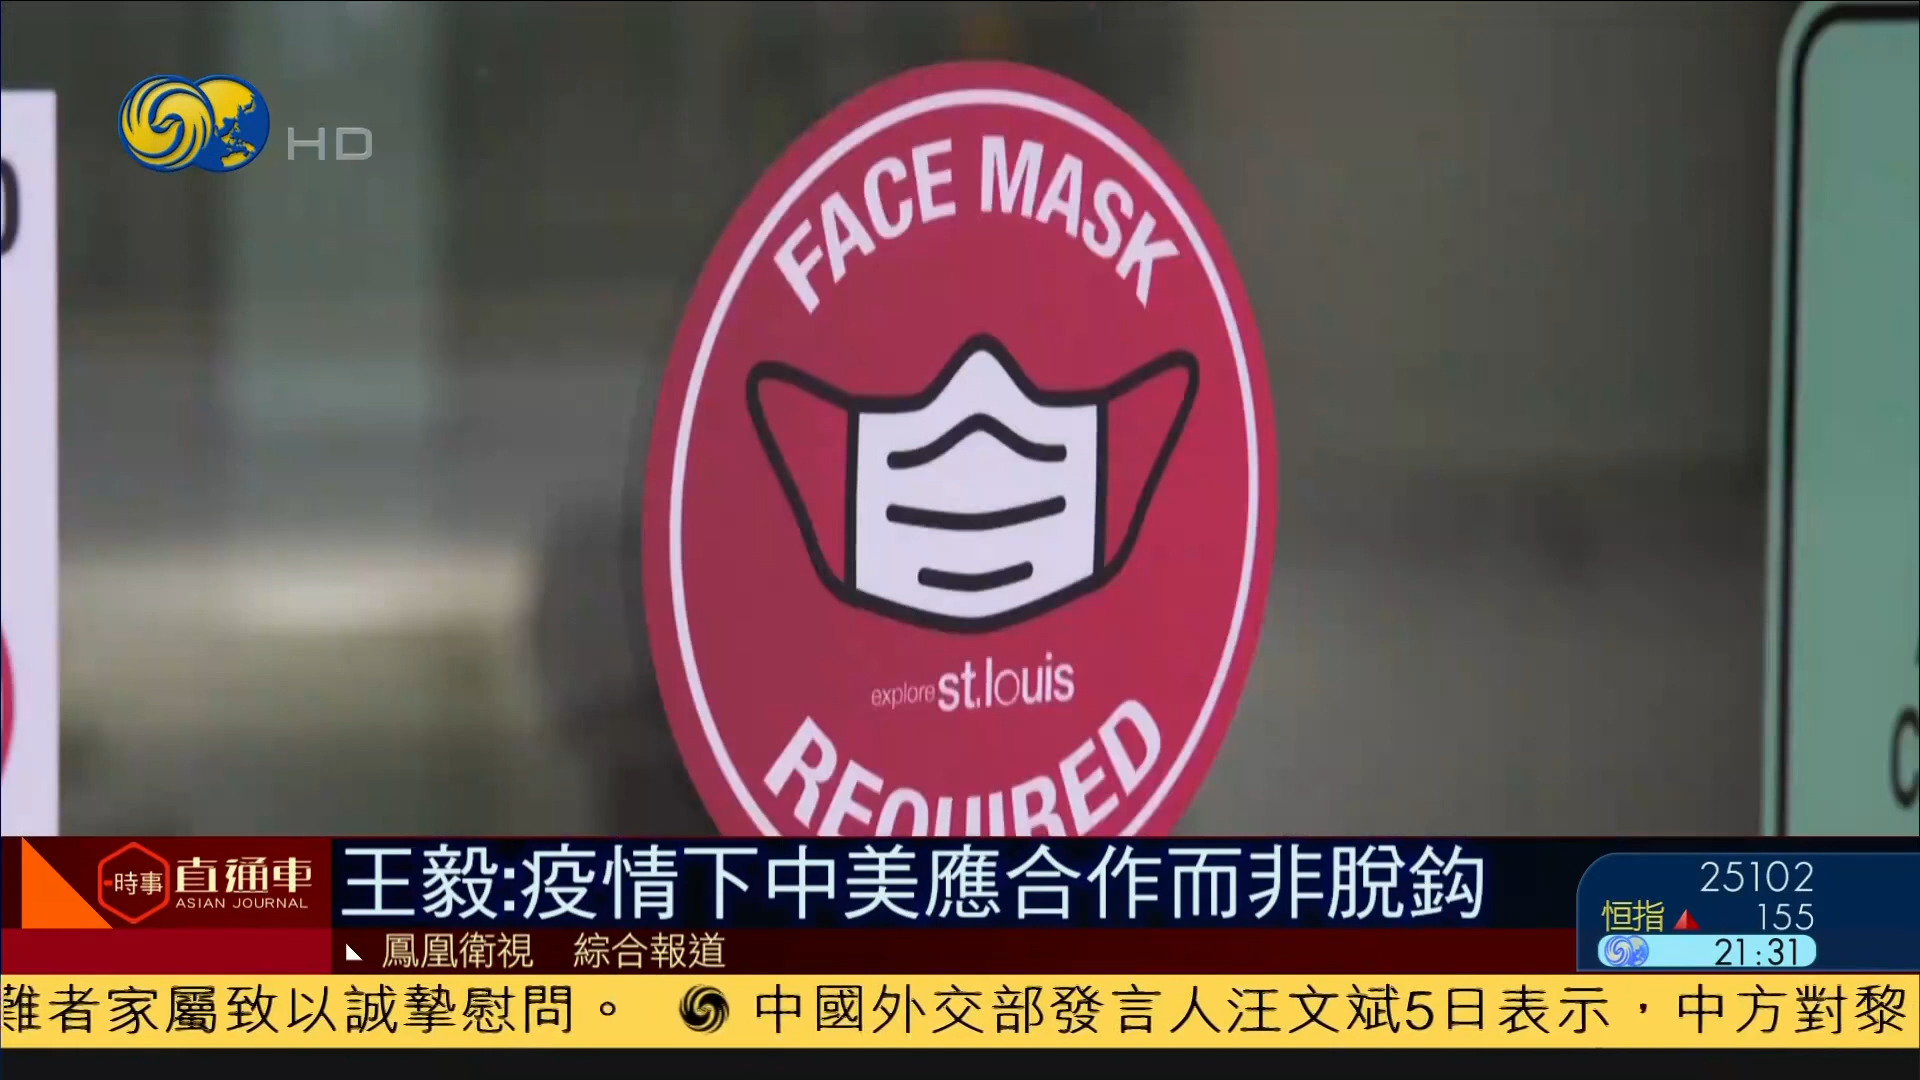 HD
FACE MASK
explore st.louis
REQUIRED
時事 直通車
ASIAN JOURNAL
王毅:疫情下中美應合作而非脫鈎
鳳凰衛視 綜合報道
25102
恒指 155
21:31
難者家屬致以誠摯慰問。 中國外交部發言人汪文斌5日表示，中方對黎